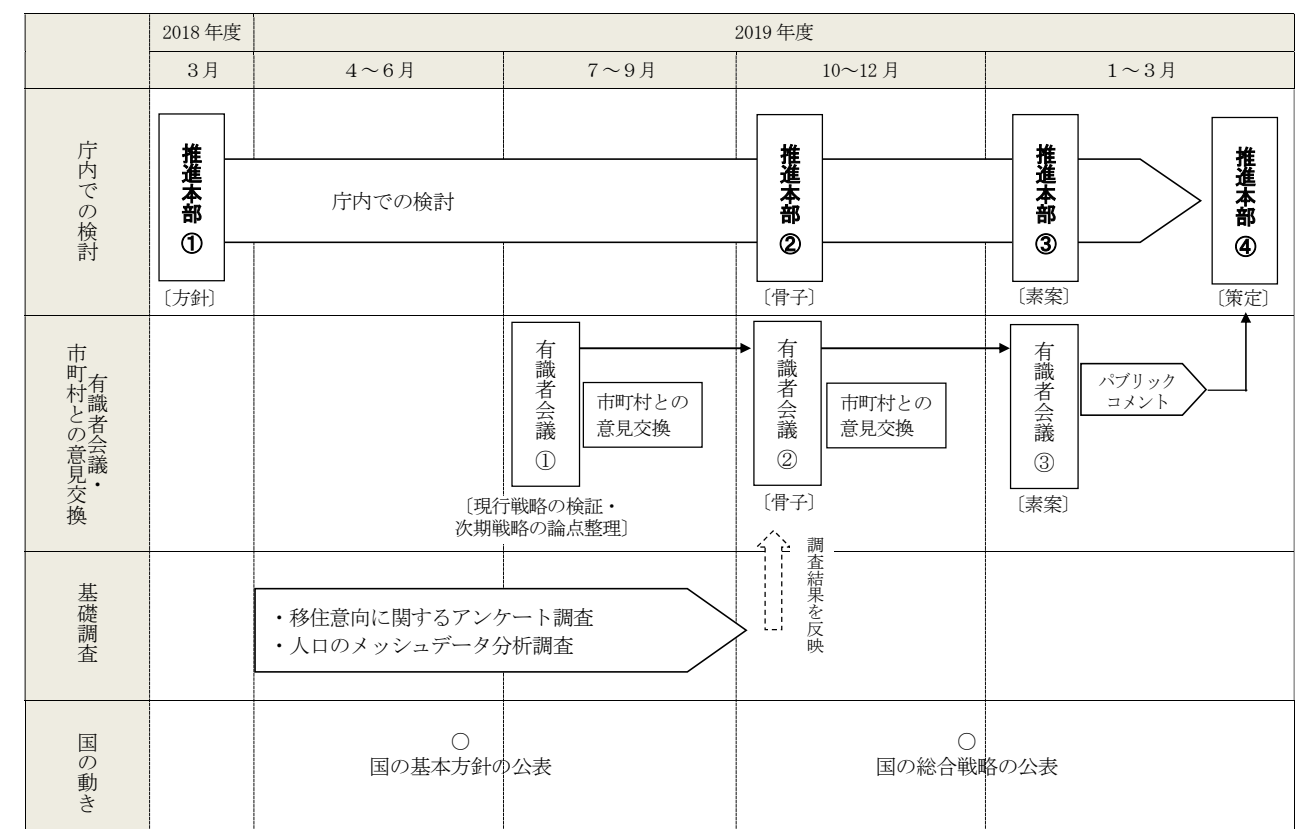 2018 年度
2019 年度
３月
４～６月
７～９月
10～12 月
１～３月
庁内での検討
推進本部 ①
〔方針〕
庁内での検討
推進本部 ②
〔骨子〕
推進本部 ③
〔素案〕
推進本部 ④
〔策定〕
有識者会議・
市町村との意見交換
有識者会議 ①
〔現行戦略の検証・
次期戦略の論点整理〕
市町村との
意見交換
有識者会議 ②
〔骨子〕
市町村との
意見交換
有識者会議 ③
〔素案〕
パブリック
コメント
調査結果を反映
基礎調査
・移住意向に関するアンケート調査
・人口のメッシュデータ分析調査
国の動き
○
国の基本方針の公表
○
国の総合戦略の公表